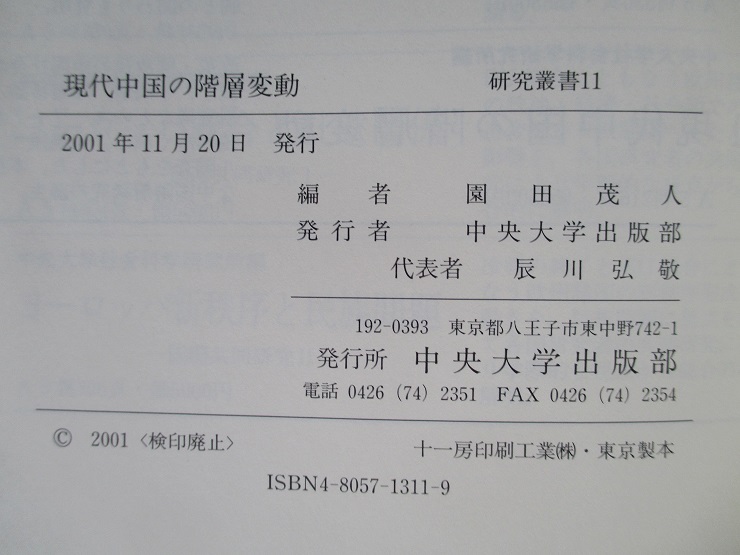 現代中国の階層変動　研究叢書11
2001年11月20日　発行
編者　園田茂人
発行者　中央大学出版部
代表者　辰川弘敬
192-0393　東京都八王子市東中野742-1
発行所　中央大学出版部
電話 0426 (74) 2351　FAX 0426 (74) 2354
© 2001〈検印廃止〉　十一房印刷工業㈱・東京製本
ISBN4-8057-1311-9